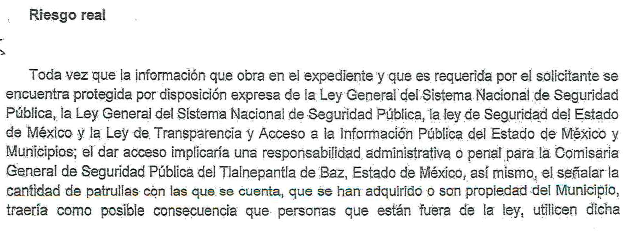 Riesgo real
Toda vez que la información que obra en el expediente y que es requerida por el solicitante se
encuentra protegida por disposición expresa de la Ley General del Sistema Nacional de Seguridad
Pública, la Ley General del Sistema Nacional de Seguridad Pública, la ley de Seguridad del Estado
de México y la Ley de Transparencia y Acceso a la Información Pública del Estado de México y
Municipios; el dar acceso implicaría una responsabilidad administrativa o penal para la Comisaria
General de Seguridad Pública del Tlalnepantla de Baz, Estado de México, así mismo, el señalar la
cantidad de patrullas con las que se cuenta, que se han adquirido o son propiedad del Municipio,
traería como posible consecuencia que personas que están fuera de la ley, utilicen dicha